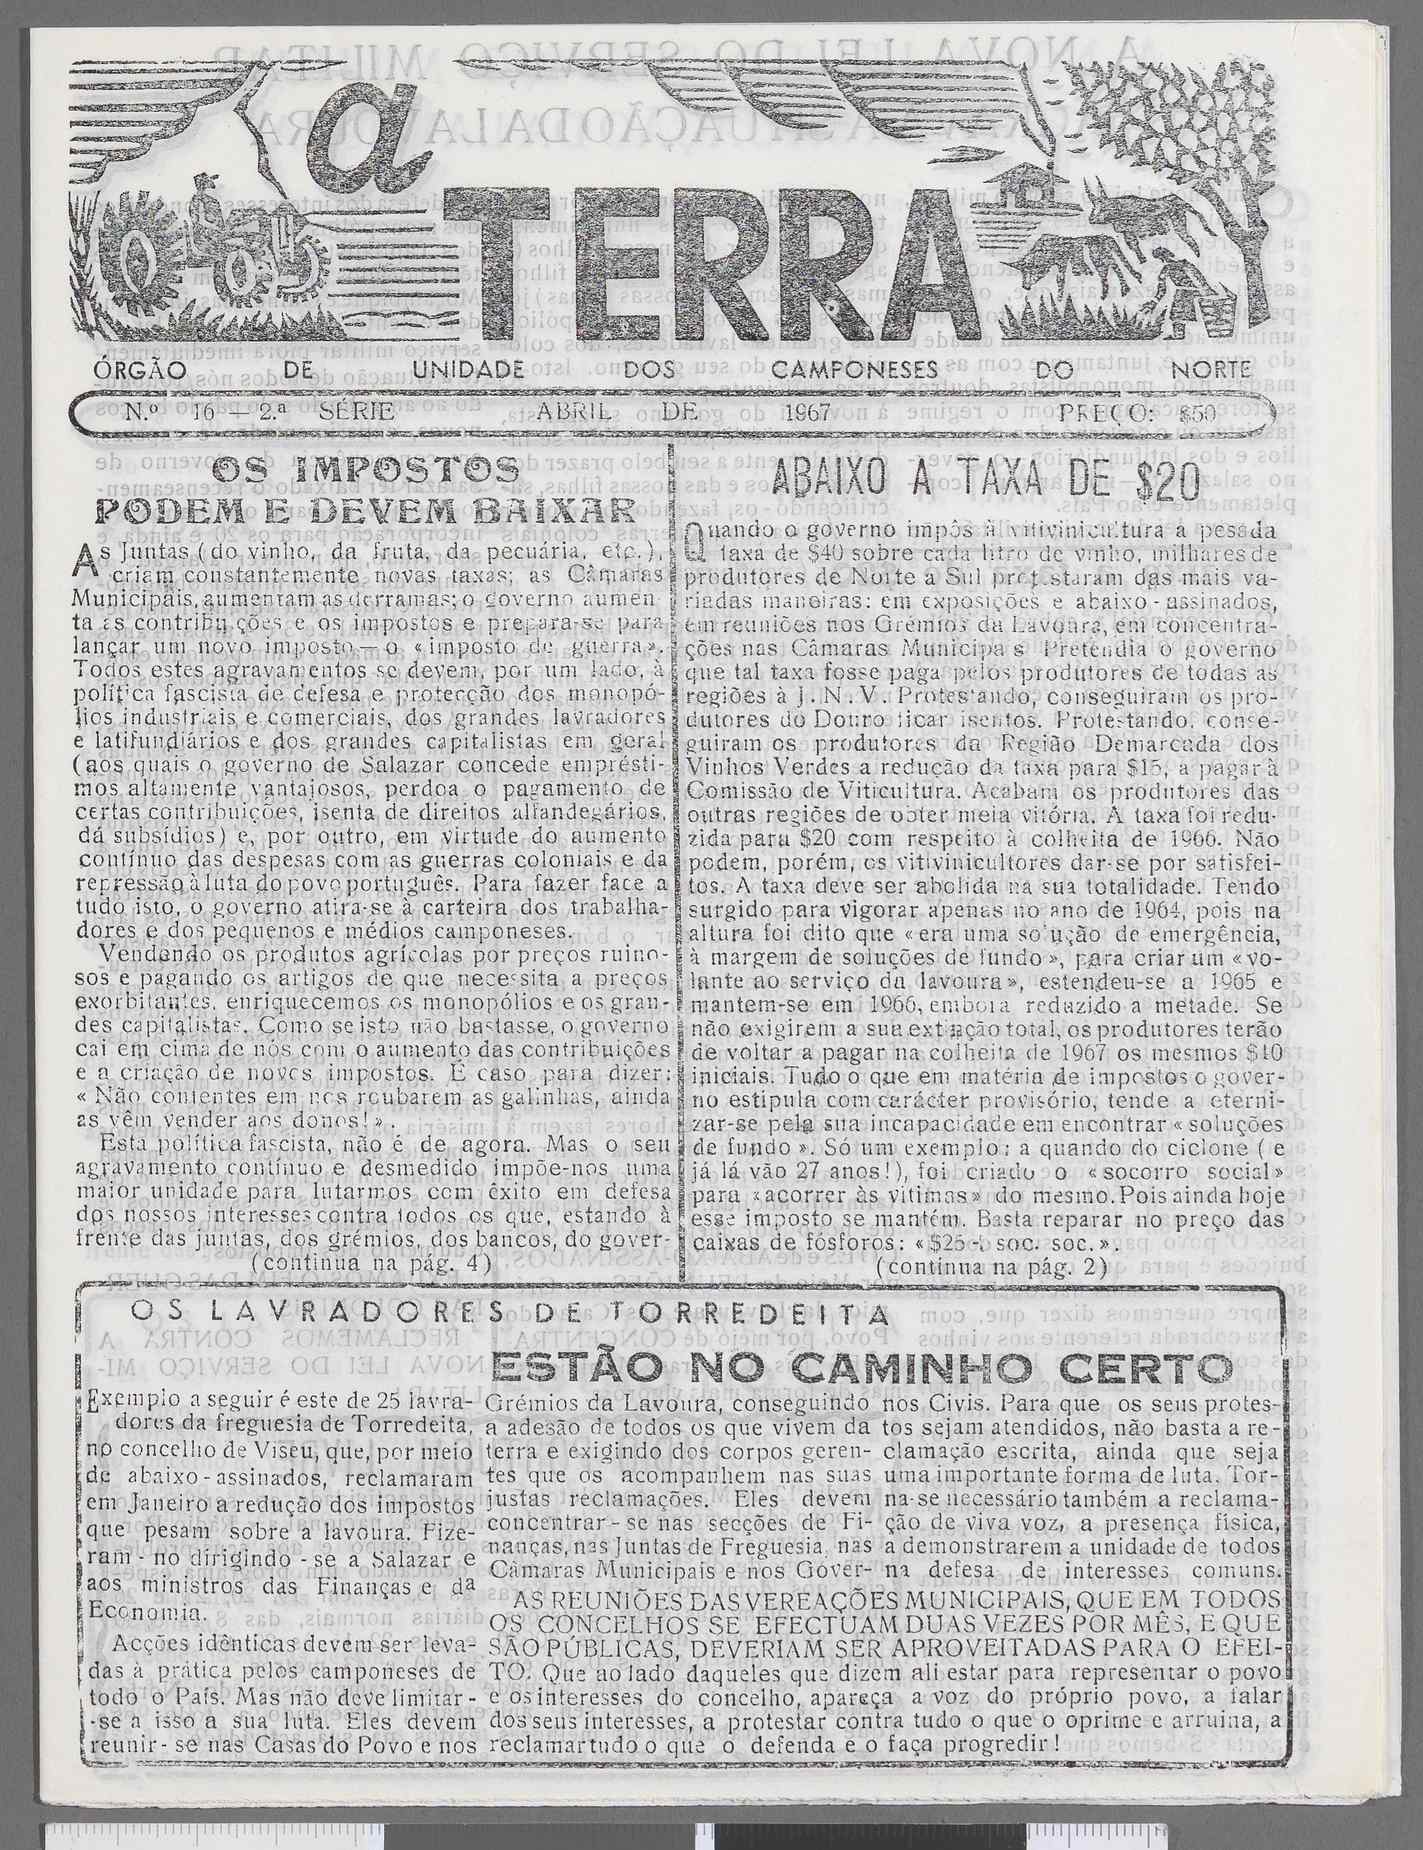 a
TERRA
ÓRGÃO DE UNIDADE DOS CAMPONESES DO NORTE
N.º 16 — 2.ª SÉRIE ABRIL DE 1967 PREÇO: $50
OS IMPOSTOS
PODEM E DEVEM BAIXAR
As Juntas (do vinho, da fruta, da pecuária, etc.),
criam constantemente novas taxas; as Câmaras
Municipais, aumentam as derramas; o governo aumen-
ta as contribuições e os impostos e prepara-se para
lançar um novo imposto — o «imposto de guerra».
Todos estes agravamentos se devem, por um lado, à
política fascista de defesa e protecção dos monopó-
lios industriais e comerciais, dos grandes lavradores
e latifundiários e dos grandes capitalistas em geral
(aos quais o governo de Salazar concede emprésti-
mos altamente vantajosos, perdoa o pagamento de
certas contribuições, isenta de direitos alfandegários,
dá subsídios) e, por outro, em virtude do aumento
contínuo das despesas com as guerras coloniais e da
repressão à luta do povo português. Para fazer face a
tudo isto, o governo atira-se à carteira dos trabalha-
dores e dos pequenos e médios camponeses.
Vendendo os produtos agrícolas por preços ruino-
sos e pagando os artigos de que necessita a preços
exorbitantes, enriquecemos os monopólios e os gran-
des capitalistas. Como se isto não bastasse, o governo
cai em cima de nós com o aumento das contribuições
e a criação de novos impostos. É caso para dizer:
«Não contentes em nos roubarem as galinhas, ainda
as vêm vender aos donos!».
Esta política fascista, não é de agora. Mas o seu
agravamento contínuo e desmedido impõe-nos uma
maior unidade para lutarmos com êxito em defesa
dos nossos interesses contra todos os que, estando à
frente das juntas, dos grémios, dos bancos, do gover-
(continua na pág. 4)
ABAIXO A TAXA DE $20
Quando o governo impôs à vitivinicultura a pesada
taxa de $40 sobre cada litro de vinho, milhares de
produtores de Norte a Sul protestaram das mais va-
riadas maneiras: em exposições e abaixo-assinados,
em reuniões nos Grémios da Lavoura, em concentra-
ções nas Câmaras Municipais. Pretendia o governo
que tal taxa fosse paga pelos produtores de todas as
regiões à J. N. V. Protestando, conseguiram os pro-
dutores do Douro ficar isentos. Protestando, conse-
guiram os produtores da Região Demarcada dos
Vinhos Verdes a redução da taxa para $15, a pagar à
Comissão de Viticultura. Acabam os produtores das
outras regiões de obter meia vitória. A taxa foi redu-
zida para $20 com respeito à colheita de 1966. Não
podem, porém, os vitivinicultores dar-se por satisfei-
tos. A taxa deve ser abolida na sua totalidade. Tendo
surgido para vigorar apenas no ano de 1964, pois na
altura foi dito que «era uma solução de emergência,
à margem de soluções de fundo», para criar um «vo-
lante ao serviço da lavoura», estendeu-se a 1965 e
mantem-se em 1966, embora reduzido a metade. Se
não exigirem a sua extinção total, os produtores terão
de voltar a pagar na colheita de 1967 os mesmos $40
iniciais. Tudo o que em matéria de impostos o gover-
no estipula com carácter provisório, tende a eterni-
zar-se pela sua incapacidade em encontrar «soluções
de fundo». Só um exemplo: a quando do ciclone (e
já lá vão 27 anos!), foi criado o «socorro social»
para «acorrer às vítimas» do mesmo. Pois ainda hoje
esse imposto se mantém. Basta reparar no preço das
caixas de fósforos: «$25-|- soc. soc.».
(continua na pág. 2)
OS LAVRADORES DE TORREDEITA
ESTÃO NO CAMINHO CERTO
Exemplo a seguir é este de 25 lavra-
dores da freguesia de Torredeita,
no concelho de Viseu, que, por meio
de abaixo-assinados, reclamaram
em Janeiro a redução dos impostos
que pesam sobre a lavoura. Fize-
ram-no dirigindo-se a Salazar e
aos ministros das Finanças e da
Economia.
Acções idênticas devem ser leva-
das à prática pelos camponeses de
todo o País. Mas não deve limitar-
-se a isso a sua luta. Eles devem
reunir-se nas Casas do Povo e nos
Grémios da Lavoura, conseguindo
a adesão de todos os que vivem da
terra e exigindo dos corpos geren-
tes que os acompanhem nas suas
justas reclamações. Eles devem
concentrar-se nas secções de Fi-
nanças, nas Juntas de Freguesia, nas
Câmaras Municipais e nos Gover-
nos Civis. Para que os seus protes-
tos sejam atendidos, não basta a re-
clamação escrita, ainda que seja
uma importante forma de luta. Tor-
na-se necessário também a reclama-
ção de viva voz, a presença física,
a demonstrarem a unidade de todos
na defesa de interesses comuns.
AS REUNIÕES DAS VEREAÇÕES MUNICIPAIS, QUE EM TODOS
OS CONCELHOS SE EFECTUAM DUAS VEZES POR MÊS, E QUE
SÃO PÚBLICAS, DEVERIAM SER APROVEITADAS PARA O EFEI-
TO. Que ao lado daqueles que dizem ali estar para representar o povo
e os interesses do concelho, apareça a voz do próprio povo, a falar
dos seus interesses, a protestar contra tudo o que o oprime e arruina, a
reclamar tudo o que o defenda e o faça progredir!